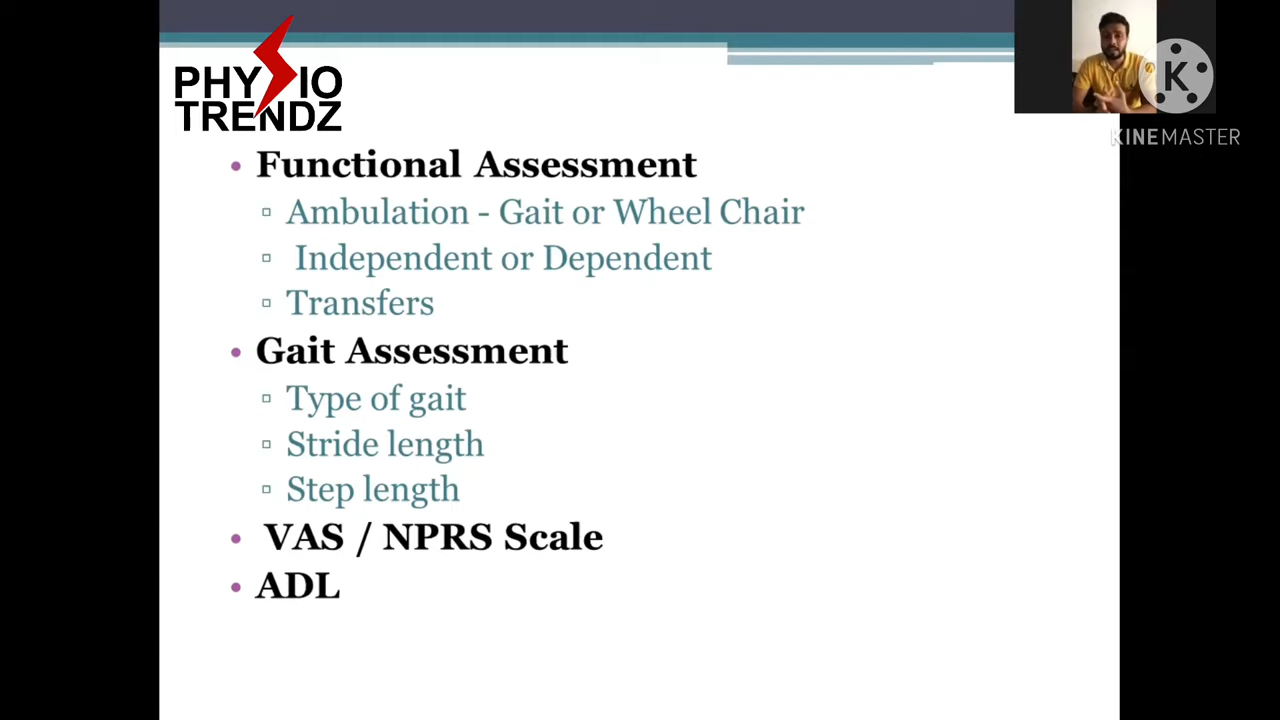 PHYSIO
TRENDZ
K
KINEMASTER
• Functional Assessment
▫ Ambulation - Gait or Wheel Chair
▫ Independent or Dependent
▫ Transfers
• Gait Assessment
▫ Type of gait
▫ Stride length
▫ Step length
• VAS / NPRS Scale
• ADL